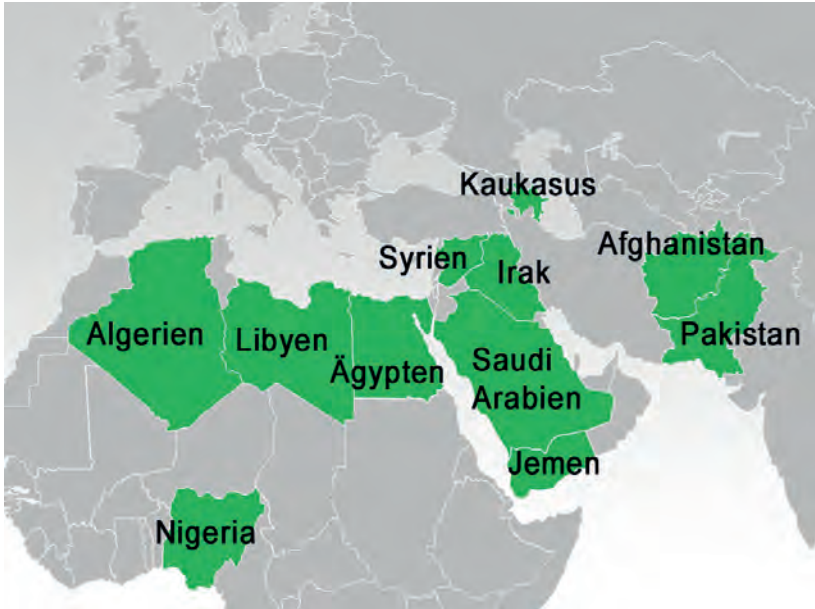 Kaukasus
Afghanistan
Syrien
Irak
Algerien
Libyen
Pakistan
Ägypten
Saudi
Arabien
Jemen
Nigeria